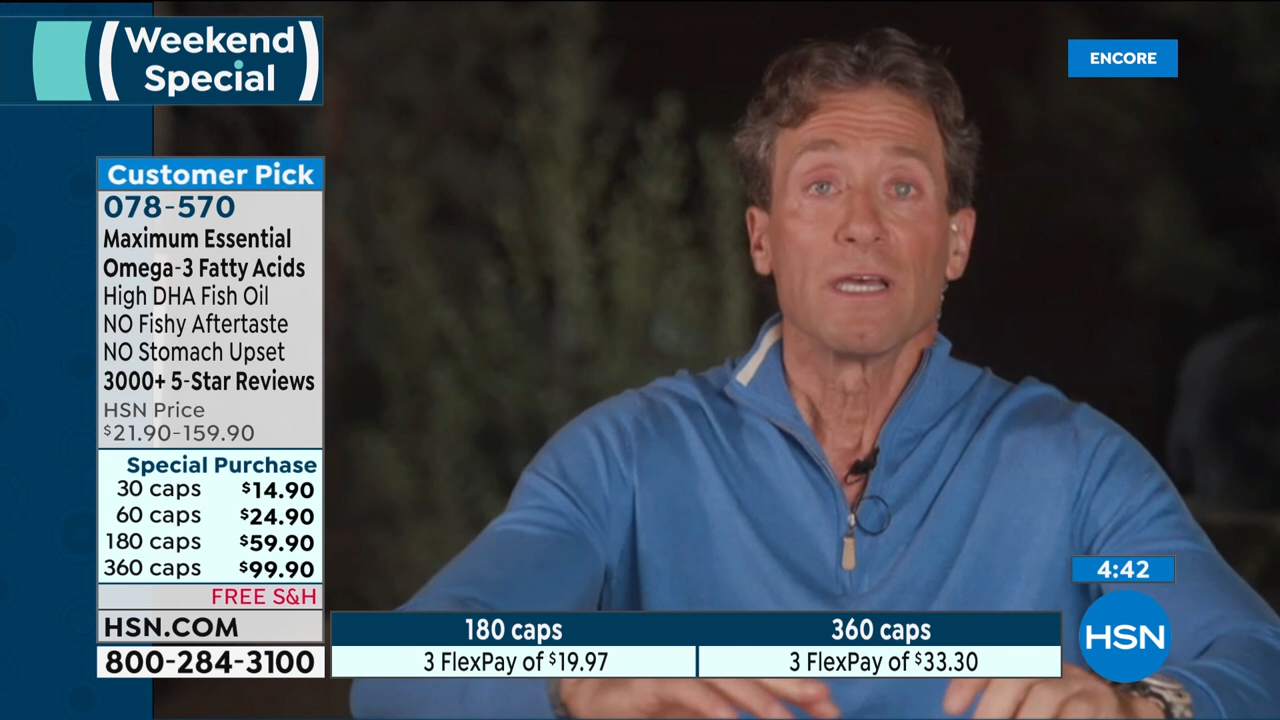 (Weekend
Special)
ENCORE
Customer Pick
078-570
Maximum Essential
Omega-3 Fatty Acids
High DHA Fish Oil
NO Fishy Aftertaste
NO Stomach Upset
3000+ 5-Star Reviews
HSN Price
$21.90-159.90
Special Purchase
30 caps $14.90
60 caps $24.90
180 caps $59.90
360 caps $99.90
FREE S&H
HSN.COM
800-284-3100
180 caps 360 caps
3 FlexPay of $19.97 3 FlexPay of $33.30
4:42
HSN